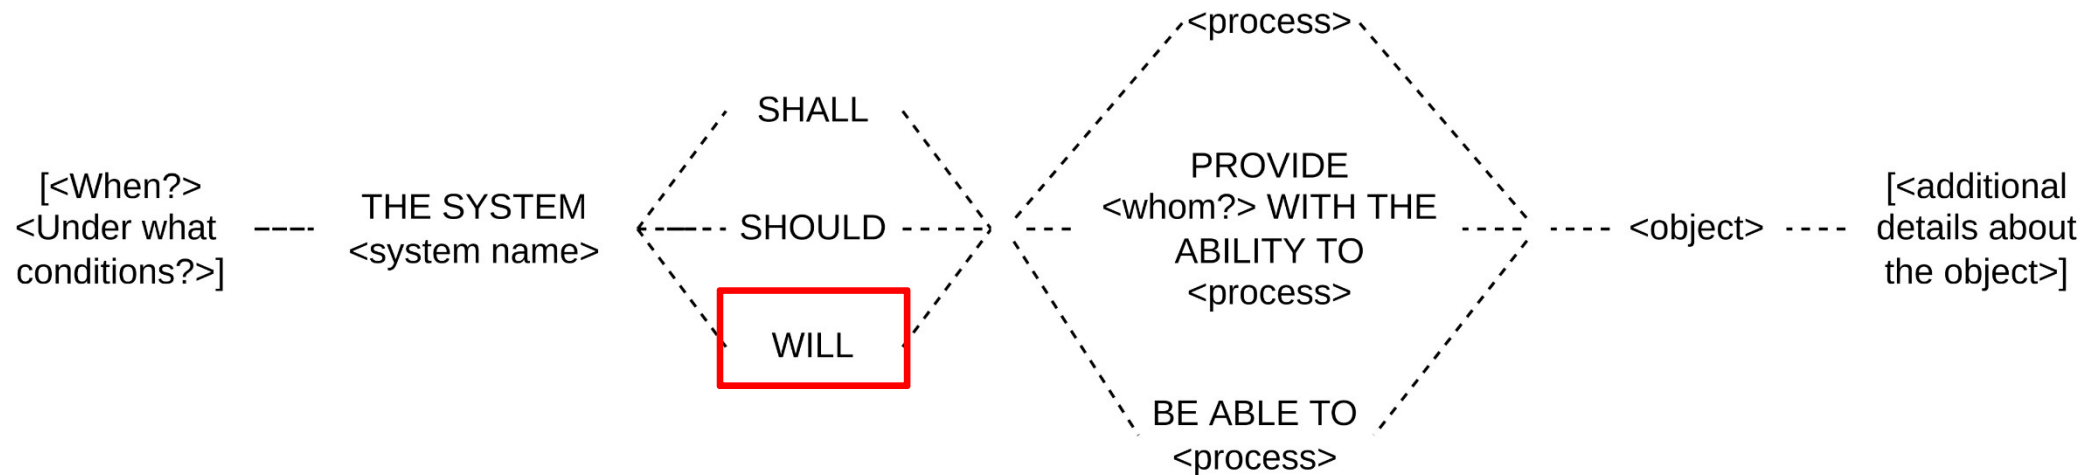 [<When?>
<Under what
conditions?>]
THE SYSTEM
<system name>
SHALL
SHOULD
WILL
<process>
PROVIDE
<whom?> WITH THE
ABILITY TO
<process>
BE ABLE TO
<process>
<object>
[<additional
details about
the object>]